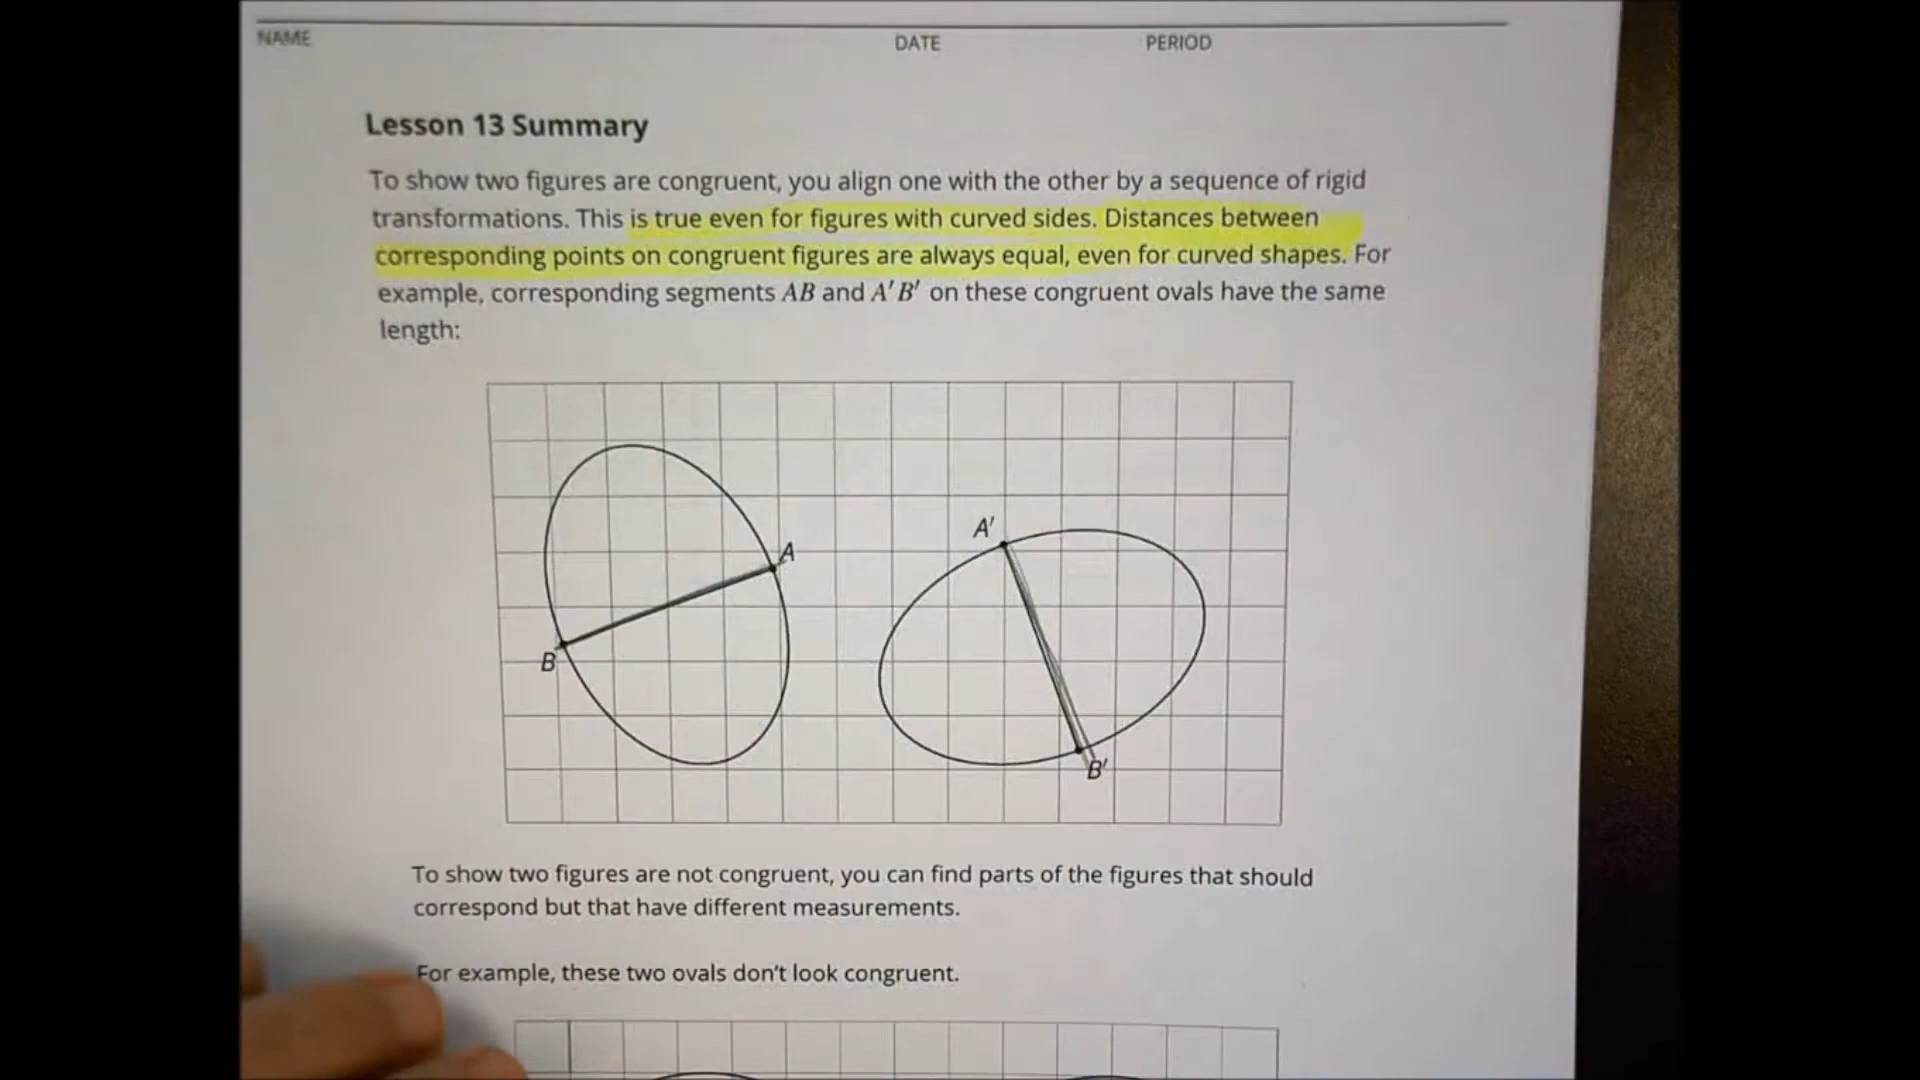 NAME DATE PERIOD
Lesson 13 Summary
To show two figures are congruent, you align one with the other by a sequence of rigid
transformations. This is true even for figures with curved sides. Distances between
corresponding points on congruent figures are always equal, even for curved shapes. For
example, corresponding segments AB and A′B′ on these congruent ovals have the same
length:
A′
A
B
B′
To show two figures are not congruent, you can find parts of the figures that should
correspond but that have different measurements.
For example, these two ovals don’t look congruent.